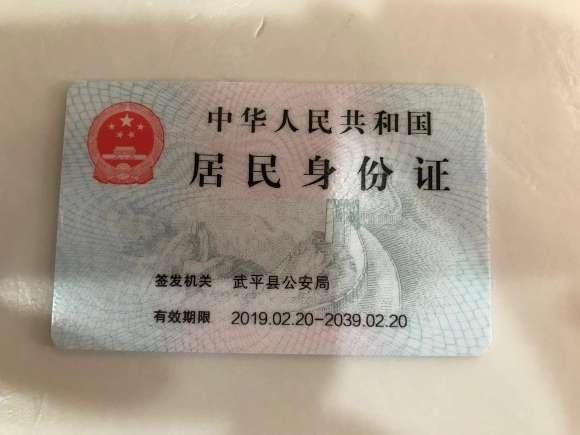 中华人民共和国
居民身份证
签发机关 武平县公安局
有效期限 2019.02.20-2039.02.20